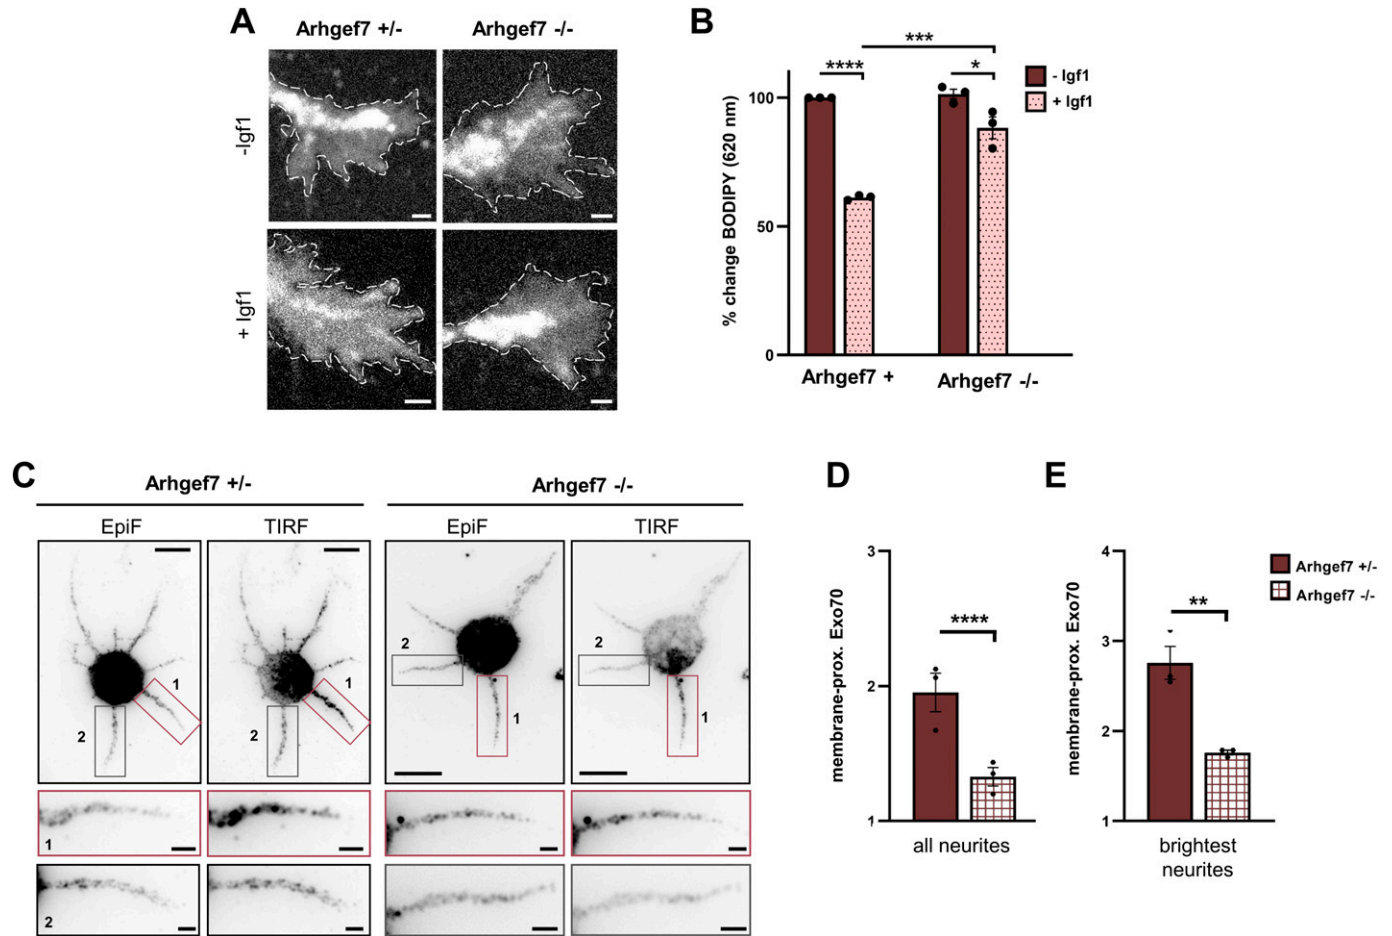 A
Arhgef7 +/-
Arhgef7 -/-
-Igf1
+ Igf1
B
***
****
*
- Igf1
+ Igf1
% change BODIPY (620 nm)
100
50
0
Arhgef7 +
Arhgef7 -/-
C
Arhgef7 +/-
Arhgef7 -/-
EpiF
TIRF
EpiF
TIRF
1
2
1
2
2
1
2
1
1
2
D
membrane-prox. Exo70
3
2
1
****
all neurites
E
membrane-prox. Exo70
4
3
2
1
**
brightest
neurites
Arhgef7 +/-
Arhgef7 -/-